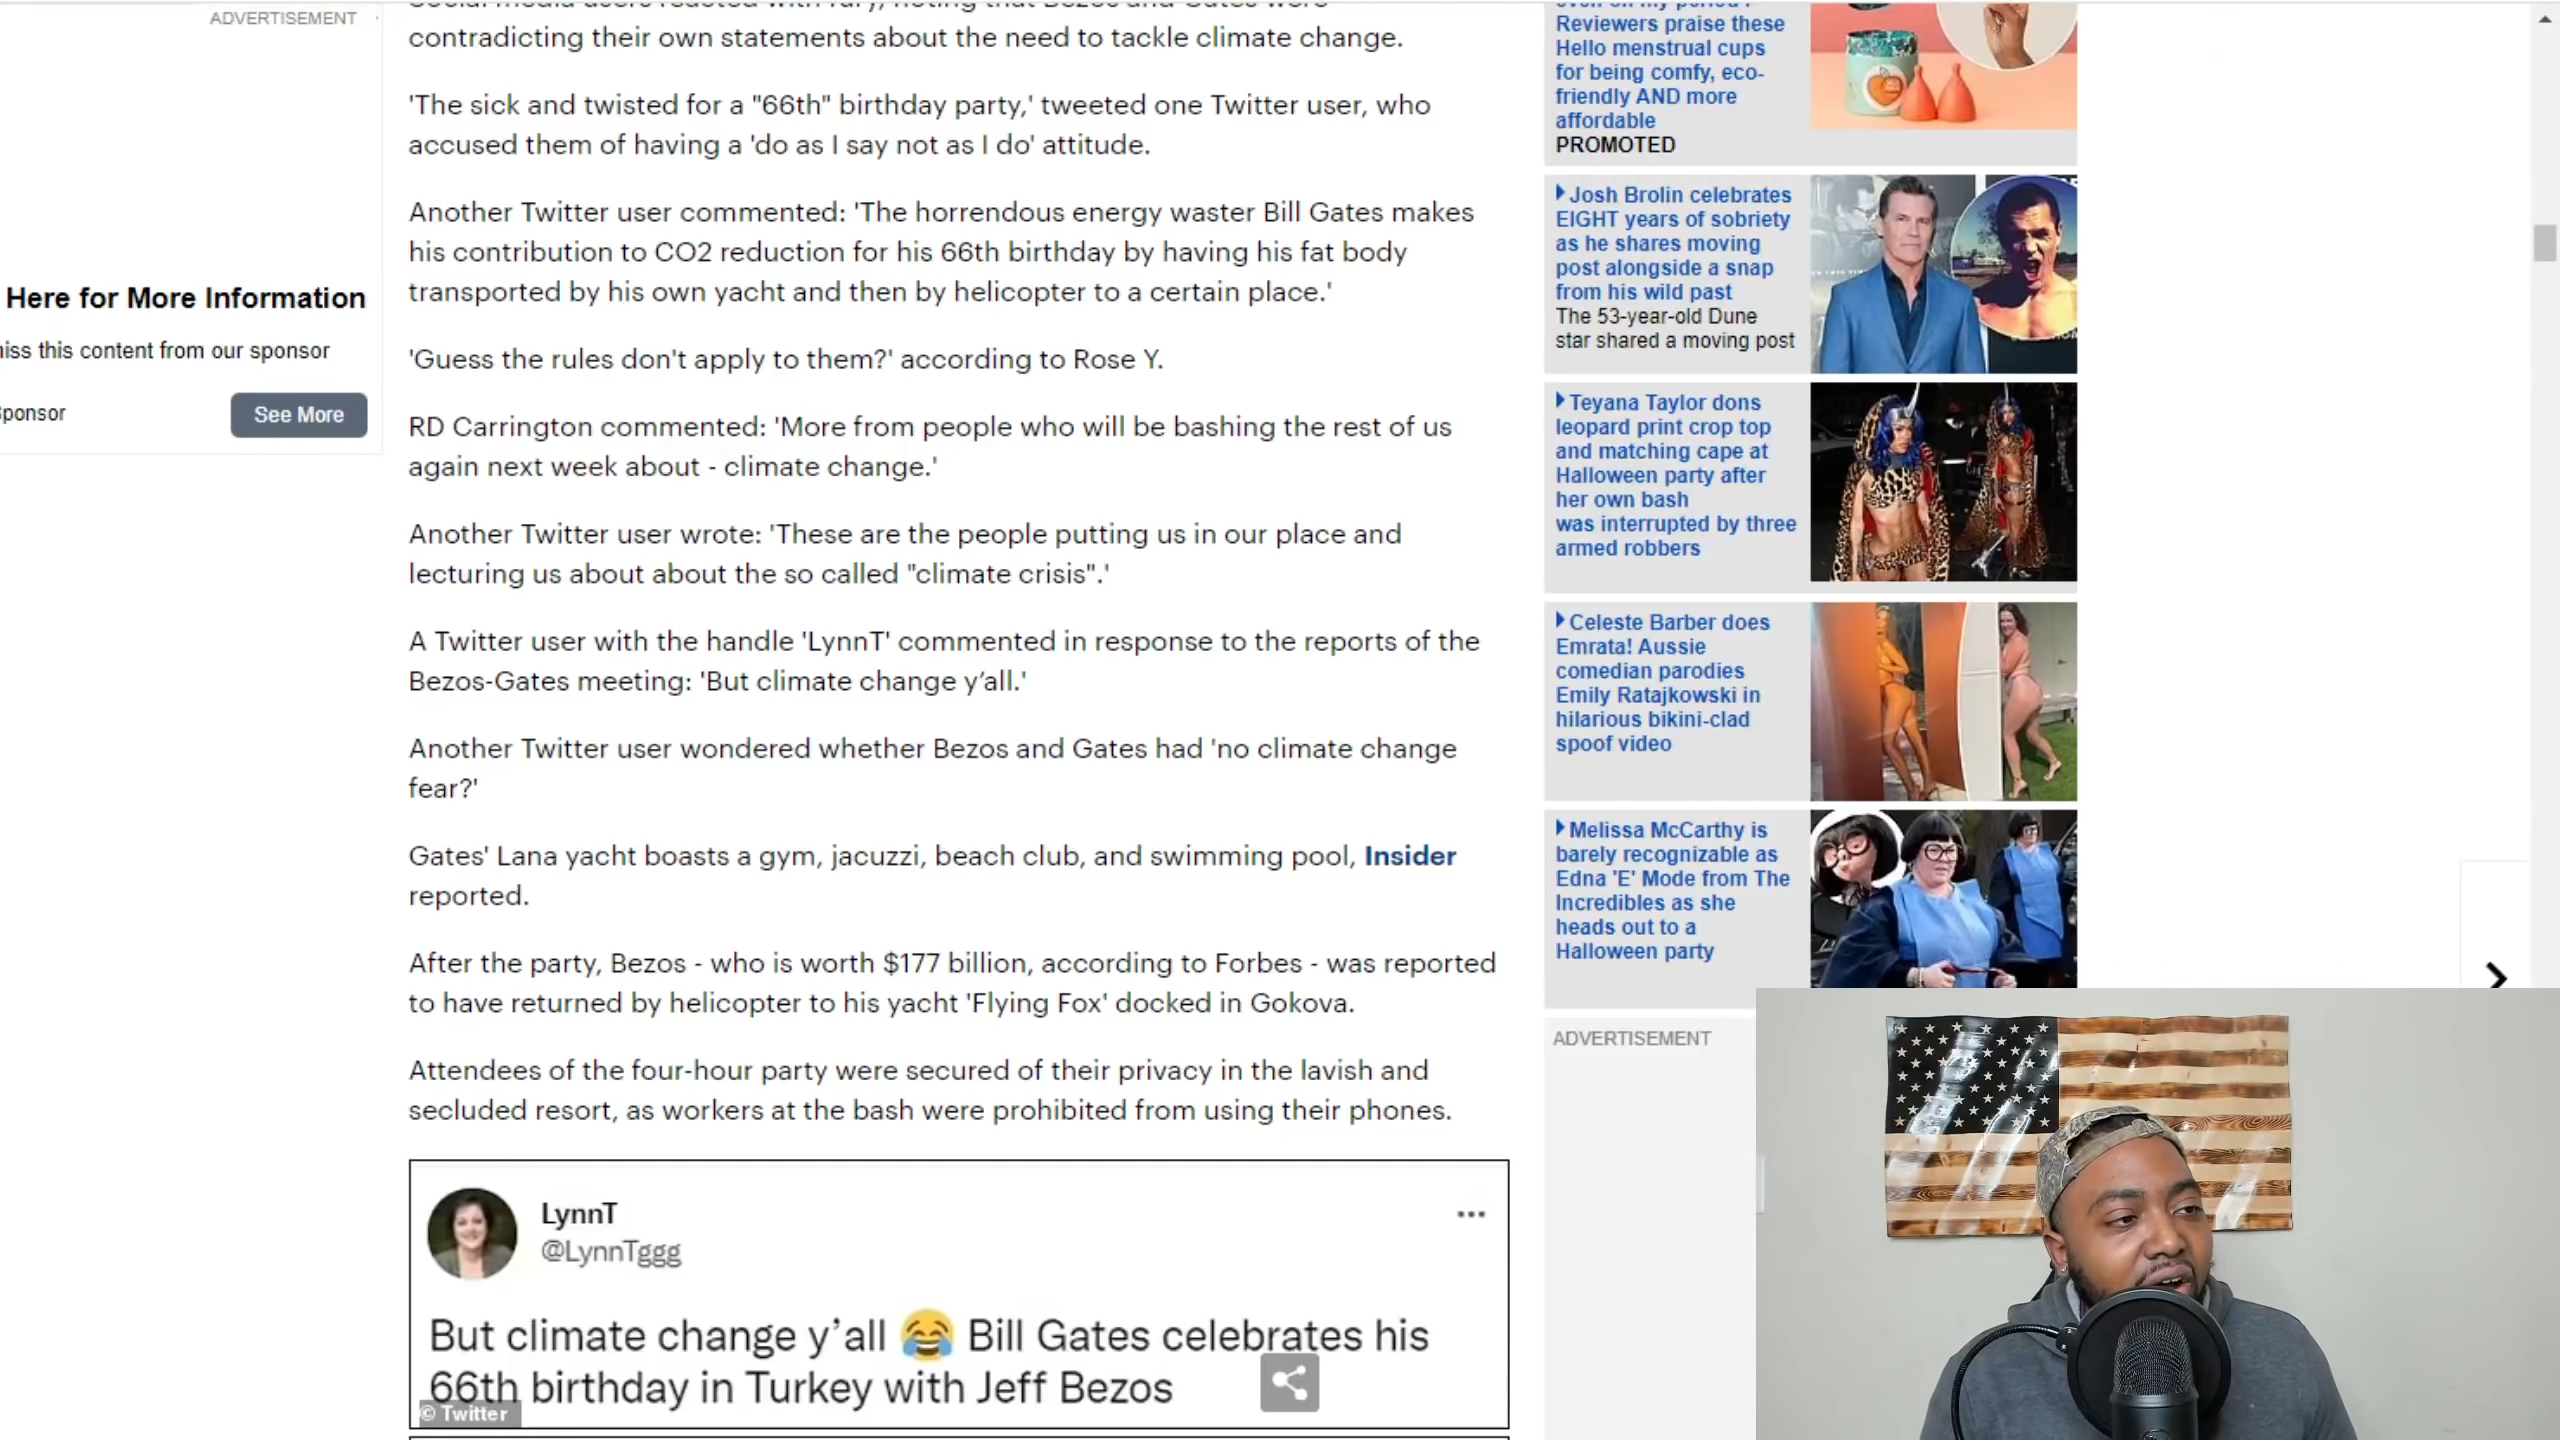 ADVERTISEMENT
Here for More Information
miss this content from our sponsor
Sponsor
See More
Social media users reacted with fury, noting that Bezos and Gates were
contradicting their own statements about the need to tackle climate change.
'The sick and twisted for a "66th" birthday party,' tweeted one Twitter user, who
accused them of having a 'do as I say not as I do' attitude.
Another Twitter user commented: 'The horrendous energy waster Bill Gates makes
his contribution to CO2 reduction for his 66th birthday by having his fat body
transported by his own yacht and then by helicopter to a certain place.'
'Guess the rules don't apply to them?' according to Rose Y.
RD Carrington commented: 'More from people who will be bashing the rest of us
again next week about - climate change.'
Another Twitter user wrote: 'These are the people putting us in our place and
lecturing us about about the so called "climate crisis".'
A Twitter user with the handle 'LynnT' commented in response to the reports of the
Bezos-Gates meeting: 'But climate change y’all.'
Another Twitter user wondered whether Bezos and Gates had 'no climate change
fear?'
Gates' Lana yacht boasts a gym, jacuzzi, beach club, and swimming pool, Insider
reported.
After the party, Bezos - who is worth $177 billion, according to Forbes - was reported
to have returned by helicopter to his yacht 'Flying Fox' docked in Gokova.
Attendees of the four-hour party were secured of their privacy in the lavish and
secluded resort, as workers at the bash were prohibited from using their phones.
LynnT
@LynnTggg
But climate change y’all 😂 Bill Gates celebrates his
66th birthday in Turkey with Jeff Bezos
© Twitter
even on my period'!
Reviewers praise these
Hello menstrual cups
for being comfy, eco-
friendly AND more
affordable
PROMOTED
Josh Brolin celebrates
EIGHT years of sobriety
as he shares moving
post alongside a snap
from his wild past
The 53-year-old Dune
star shared a moving post
Teyana Taylor dons
leopard print crop top
and matching cape at
Halloween party after
her own bash
was interrupted by three
armed robbers
Celeste Barber does
Emrata! Aussie
comedian parodies
Emily Ratajkowski in
hilarious bikini-clad
spoof video
Melissa McCarthy is
barely recognizable as
Edna 'E' Mode from The
Incredibles as she
heads out to a
Halloween party
ADVERTISEMENT